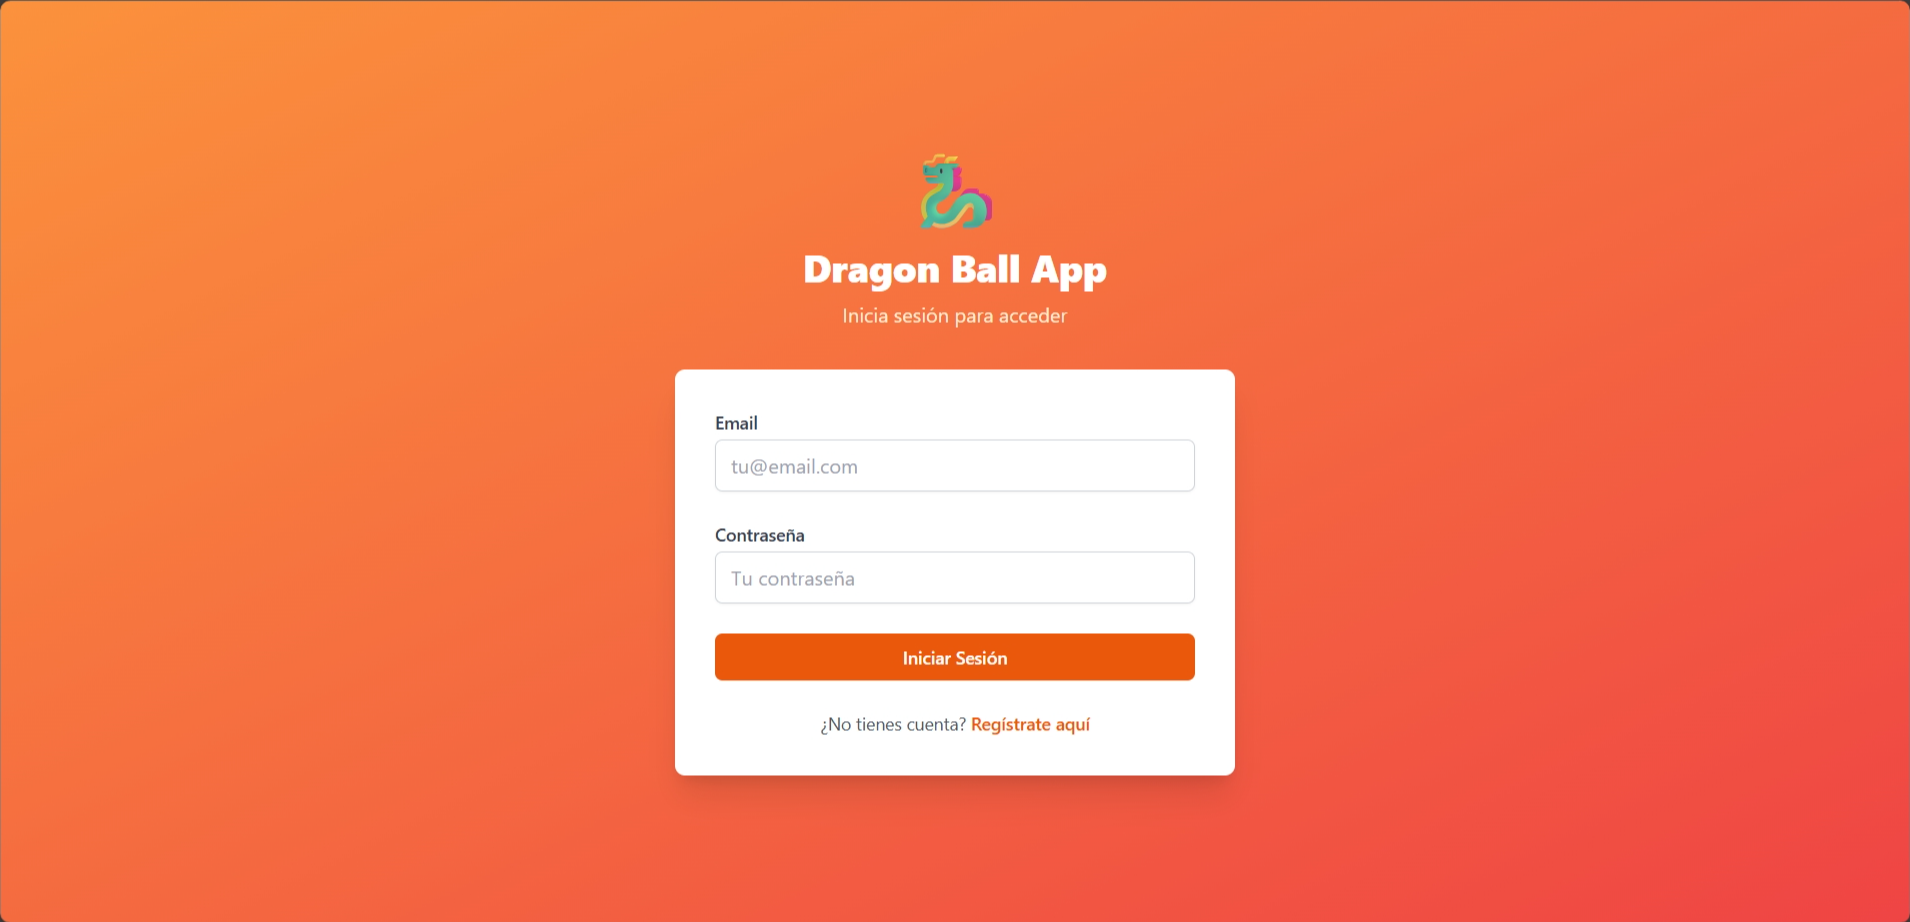 Dragon Ball App
Inicia sesión para acceder
Email
tu@email.com
Contraseña
Tu contraseña
Iniciar Sesión
¿No tienes cuenta? Regístrate aquí